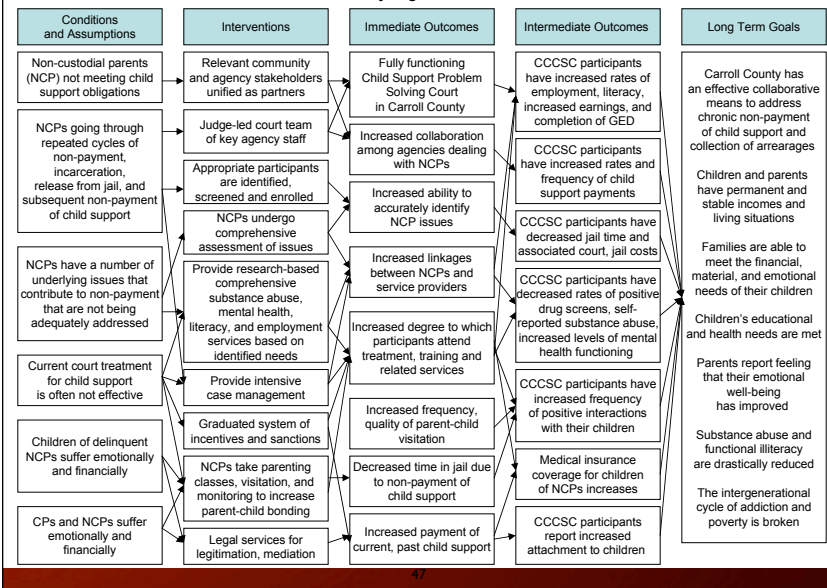 Conditions
and Assumptions
Non-custodial parents
(NCP) not meeting child
support obligations
NCPs going through
repeated cycles of
non-payment,
incarceration,
release from jail, and
subsequent non-payment
of child support
NCPs have a number of
underlying issues that
contribute to non-payment
that are not being
adequately addressed
Current court treatment
for child support
is often not effective
Children of delinquent
NCPs suffer emotionally
and financially
CPs and NCPs suffer
emotionally and
financially
Interventions
Relevant community
and agency stakeholders
unified as partners
Judge-led court team
of key agency staff
Appropriate participants
are identified,
screened and enrolled
NCPs undergo
comprehensive
assessment of issues
Provide research-based
comprehensive
substance abuse,
mental health,
literacy, and employment
services based on
identified needs
Provide intensive
case management
Graduated system of
incentives and sanctions
NCPs take parenting
classes, visitation, and
monitoring to increase
parent-child bonding
Legal services for
legitimation, mediation
Immediate Outcomes
Fully functioning
Child Support Problem
Solving Court
in Carroll County
Increased collaboration
among agencies dealing
with NCPs
Increased ability to
accurately identify
NCP issues
Increased linkages
between NCPs and
service providers
Increased degree to which
participants attend
treatment, training and
related services
Increased frequency,
quality of parent-child
visitation
Decreased time in jail due
to non-payment of
child support
Increased payment of
current, past child support
Intermediate Outcomes
CCCSC participants
have increased rates of
employment, literacy,
increased earnings, and
completion of GED
CCCSC participants
have increased rates and
frequency of child
support payments
CCCSC participants have
decreased jail time and
associated court, jail costs
CCCSC participants have
decreased rates of positive
drug screens, self-
reported substance abuse,
increased levels of mental
health functioning
CCCSC participants have
increased frequency
of positive interactions
with their children
Medical insurance
coverage for children
of NCPs increases
CCCSC participants
report increased
attachment to children
Long Term Goals
Carroll County has
an effective collaborative
means to address
chronic non-payment
of child support and
collection of arrearages
Children and parents
have permanent and
stable incomes and
living situations
Families are able to
meet the financial,
material, and emotional
needs of their children
Children's educational
and health needs are met
Parents report feeling
that their emotional
well-being
has improved
Substance abuse and
functional illiteracy
are drastically reduced
The intergenerational
cycle of addiction and
poverty is broken
47